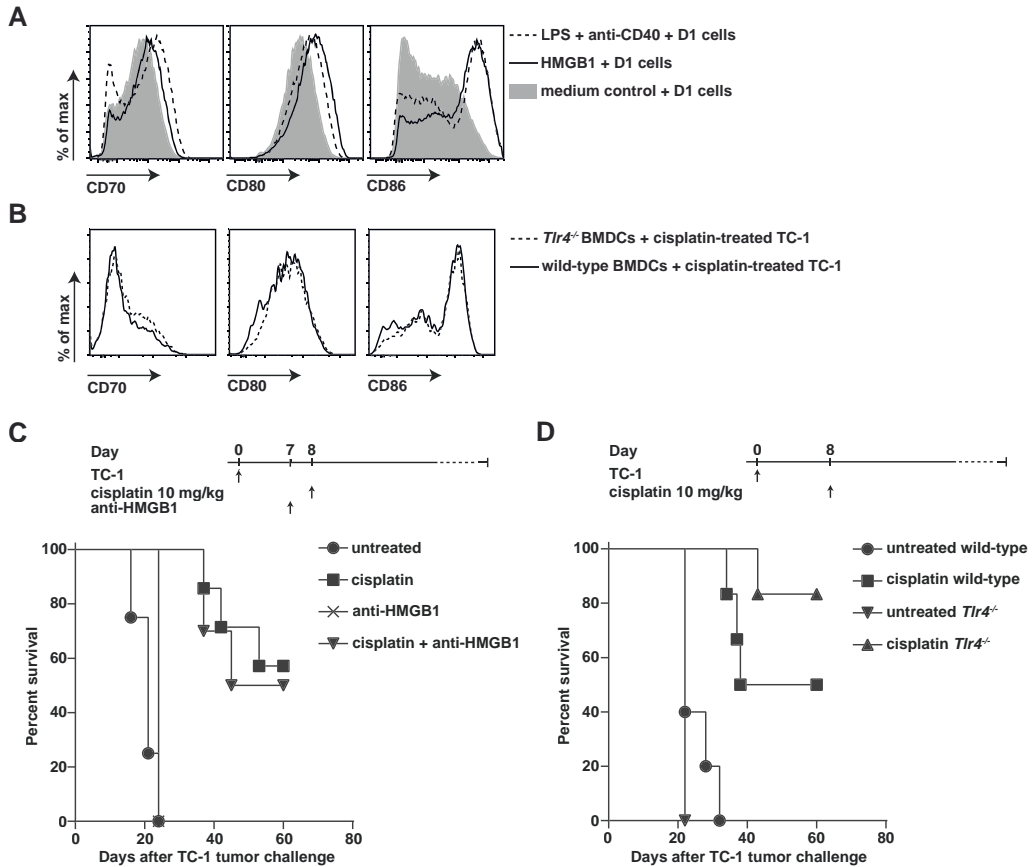 A
% of max
CD70
CD80
CD86
LPS + anti-CD40 + D1 cells
HMGB1 + D1 cells
medium control + D1 cells
B
% of max
CD70
CD80
CD86
Tlr4-/- BMDCs + cisplatin-treated TC-1
wild-type BMDCs + cisplatin-treated TC-1
C
Day 0 7 8
TC-1
cisplatin 10 mg/kg
anti-HMGB1
Percent survival
100
80
60
40
20
0
0 20 40 60 80
Days after TC-1 tumor challenge
untreated
cisplatin
anti-HMGB1
cisplatin + anti-HMGB1
D
Day 0 8
TC-1
cisplatin 10 mg/kg
Percent survival
100
80
60
40
20
0
0 20 40 60 80
Days after TC-1 tumor challenge
untreated wild-type
cisplatin wild-type
untreated Tlr4-/-
cisplatin Tlr4-/-